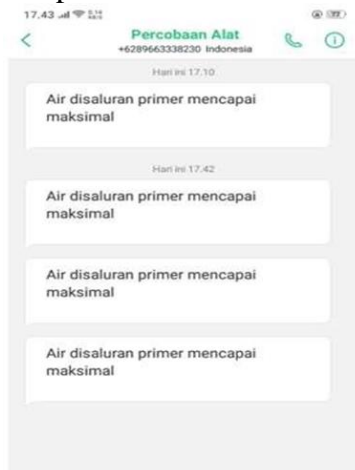 17.43
Percobaan Alat
+6289663338230 Indonesia
Hari ini 17.10
Air disaluran primer mencapai
maksimal
Hari ini 17.42
Air disaluran primer mencapai
maksimal
Air disaluran primer mencapai
maksimal
Air disaluran primer mencapai
maksimal